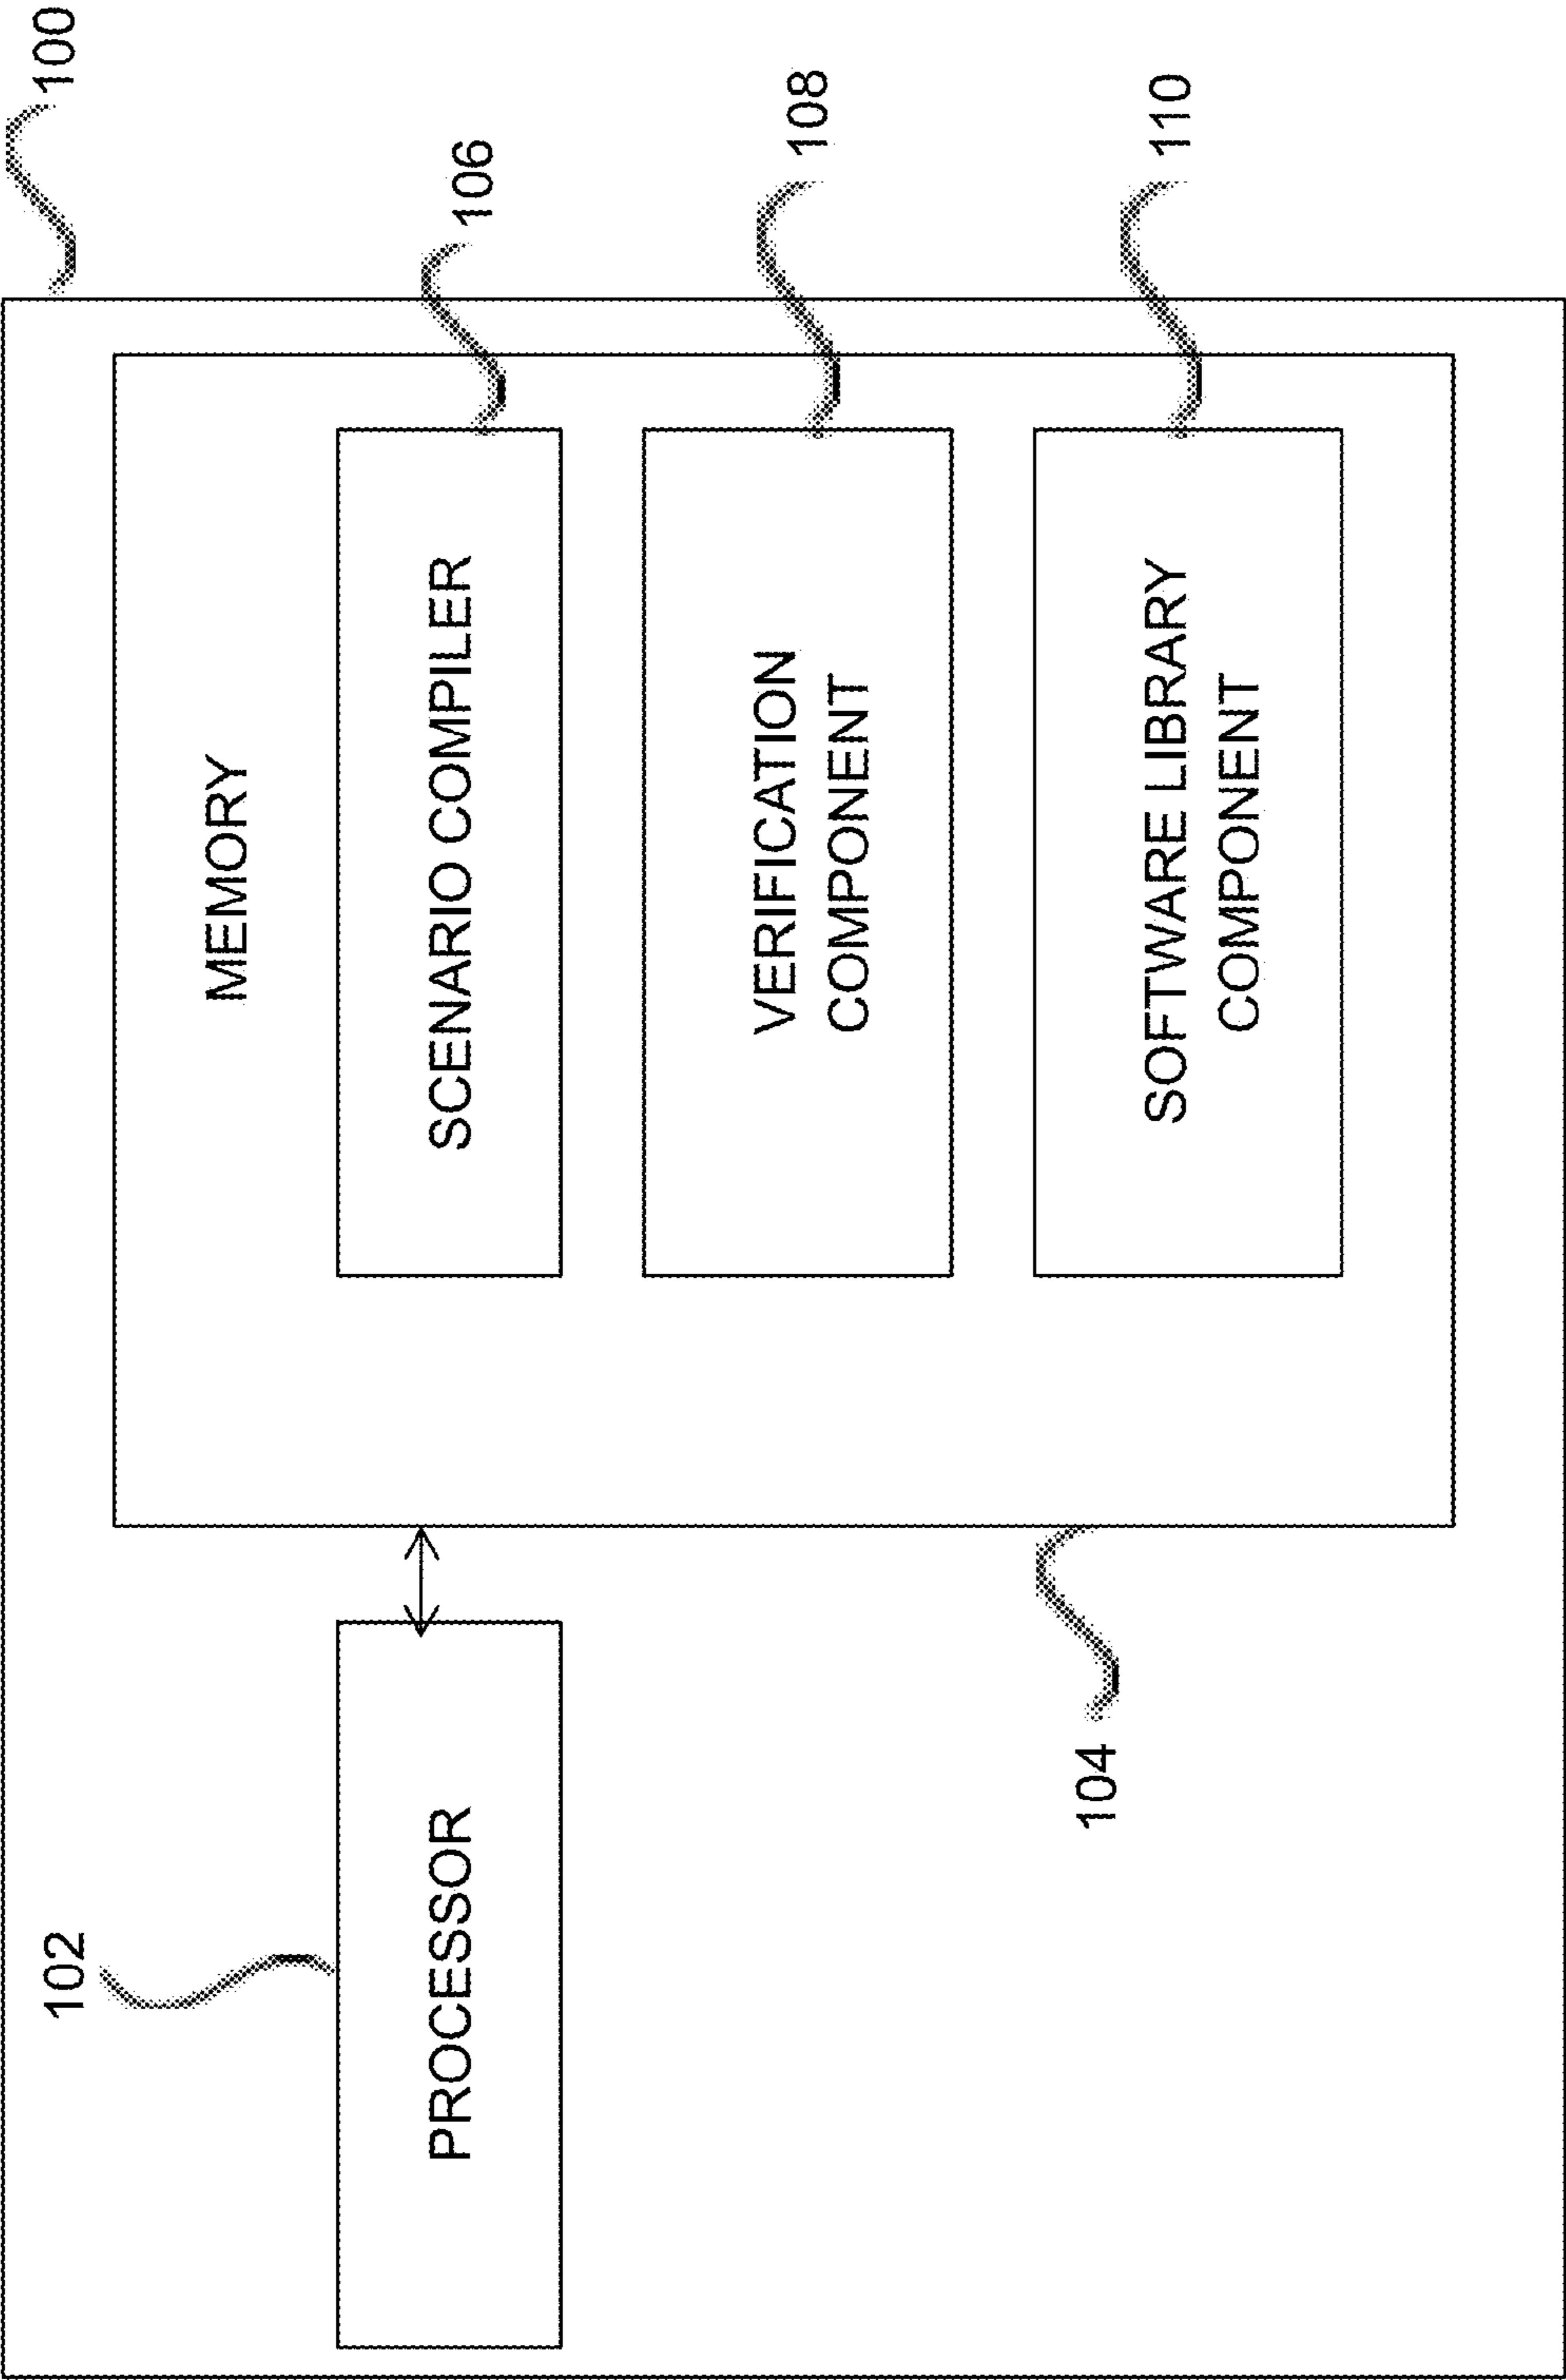 100
102
PROCESSOR
104
MEMORY
SCENARIO COMPILER
106
VERIFICATION
COMPONENT
108
SOFTWARE LIBRARY
COMPONENT
110